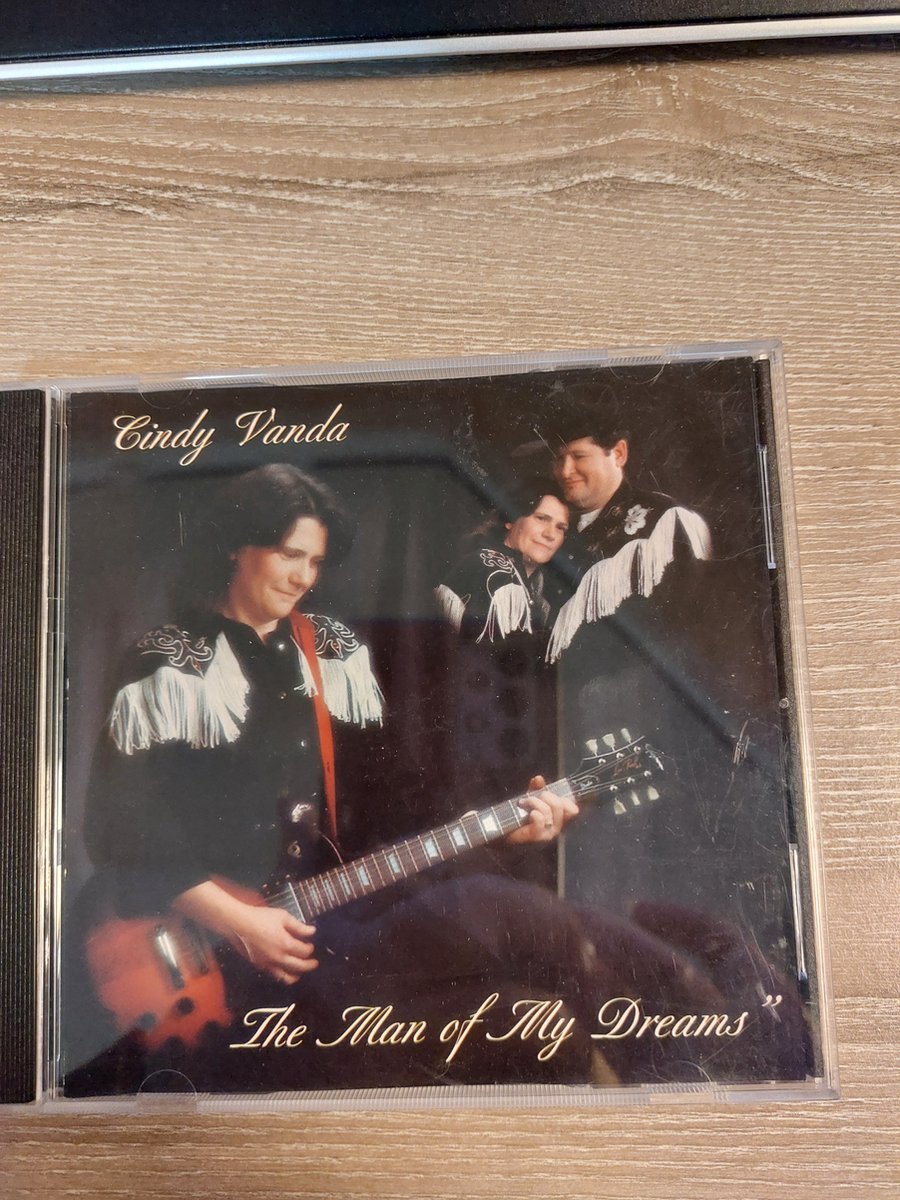 Cindy Vanda
The Man of My Dreams”